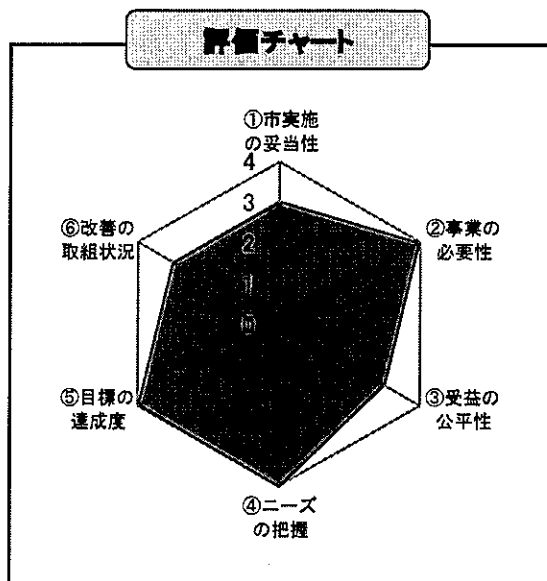 評価チャート
①市実施
の妥当性
4
3
2
1
0
②事業の
必要性
③受益の
公平性
④ニーズ
の把握
⑤目標の
達成度
⑥改善の
取組状況